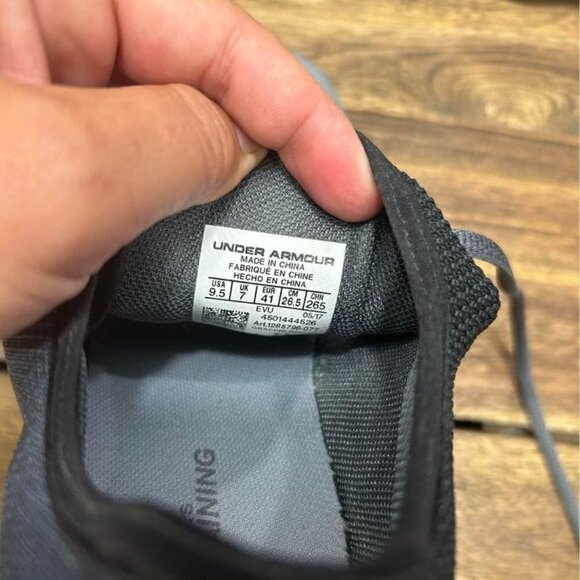 UNDER ARMOUR
MADE IN CHINA
FABRIQUÉ EN CHINE
HECHO EN CHINA
USA UK EUR CM CHN
9.5 7 41 26.5 265
EVU 05/17
4501444526
Art.1285796-077